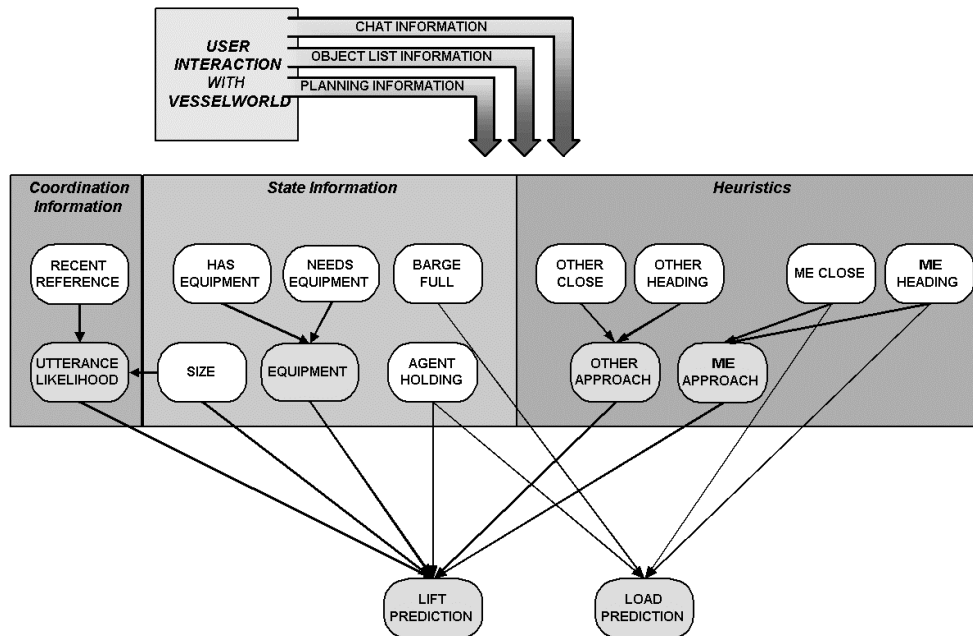 USER
INTERACTION
WITH
VESSELWORLD
CHAT INFORMATION
OBJECT LIST INFORMATION
PLANNING INFORMATION
Coordination
Information
State Information
Heuristics
RECENT
REFERENCE
HAS
EQUIPMENT
NEEDS
EQUIPMENT
BARGE
FULL
OTHER
CLOSE
OTHER
HEADING
ME CLOSE
ME
HEADING
UTTERANCE
LIKELIHOOD
SIZE
EQUIPMENT
AGENT
HOLDING
OTHER
APPROACH
ME
APPROACH
LIFT
PREDICTION
LOAD
PREDICTION